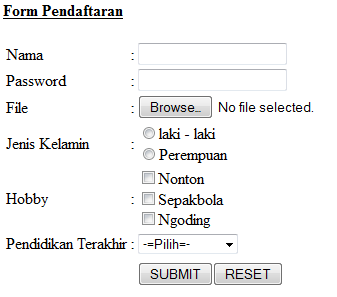 Form Pendaftaran
Nama :
Password :
File : Browse... No file selected.
Jenis Kelamin : laki - laki
Perempuan
Nonton
Hobby : Sepakbola
Ngoding
Pendidikan Terakhir : -=Pilih=-
SUBMIT RESET